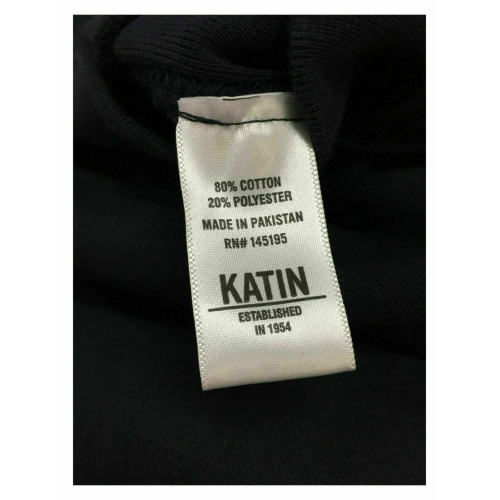 80% COTTON
20% POLYESTER
MADE IN PAKISTAN
RN# 145195
KATIN
ESTABLISHED
IN 1954